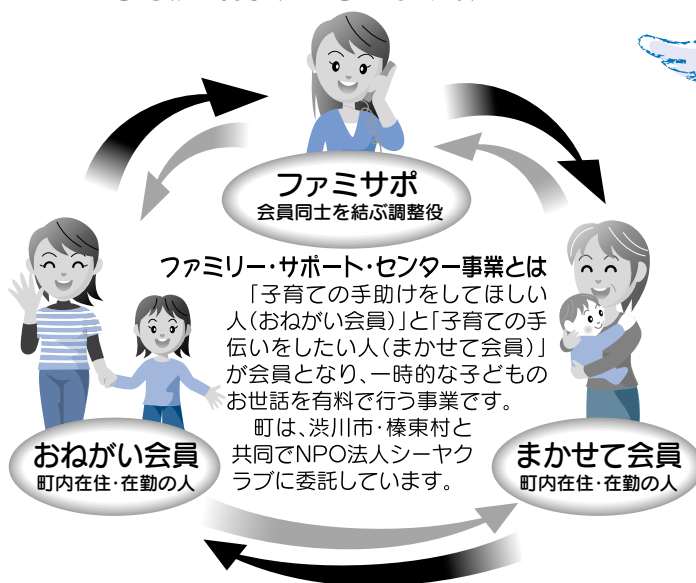 ファミサポ
会員同士を結ぶ調整役
ファミリー・サポート・センター事業とは
「子育ての手助けをしてほしい
人(おねがい会員)」と「子育ての手
伝いをしたい人(まかせて会員)」
が会員となり、一時的な子どもの
お世話を有料で行う事業です。
町は、渋川市・榛東村と
共同でNPO法人シーヤク
ラブに委託しています。
おねがい会員
町内在住・在勤の人
まかせて会員
町内在住・在勤の人